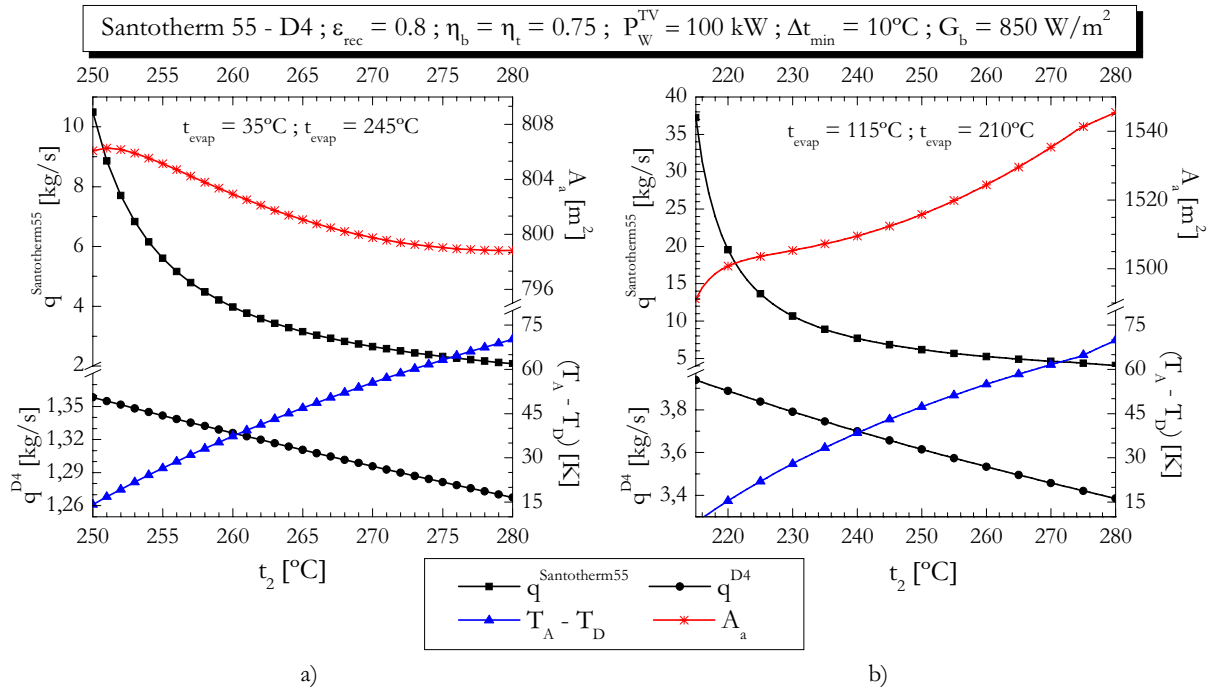 Santotherm 55 - D4 ; ε_rec = 0.8 ; η_b = η_t = 0.75 ; P_W^TV = 100 kW ; Δt_min = 10ºC ; G_b = 850 W/m²
250 255 260 265 270 275 280
t_evap = 35ºC ; t_evap = 245ºC
10
8
6
4
2
q^Santotherm55 [kg/s]
1,35
1,32
1,29
1,26
q^D4 [kg/s]
808
804
800
796
A_a [m²]
75
60
45
30
15
(T_A - T_D) [K]
250 255 260 265 270 275 280
t_2 [ºC]
220 230 240 250 260 270 280
t_evap = 115ºC ; t_evap = 210ºC
40
35
30
25
20
15
10
5
q^Santotherm55 [kg/s]
3,8
3,6
3,4
q^D4 [kg/s]
1540
1520
1500
A_a [m²]
75
60
45
30
15
(T_A - T_D) [K]
220 230 240 250 260 270 280
t_2 [ºC]
q^Santotherm55 q^D4
T_A - T_D A_a
a) b)